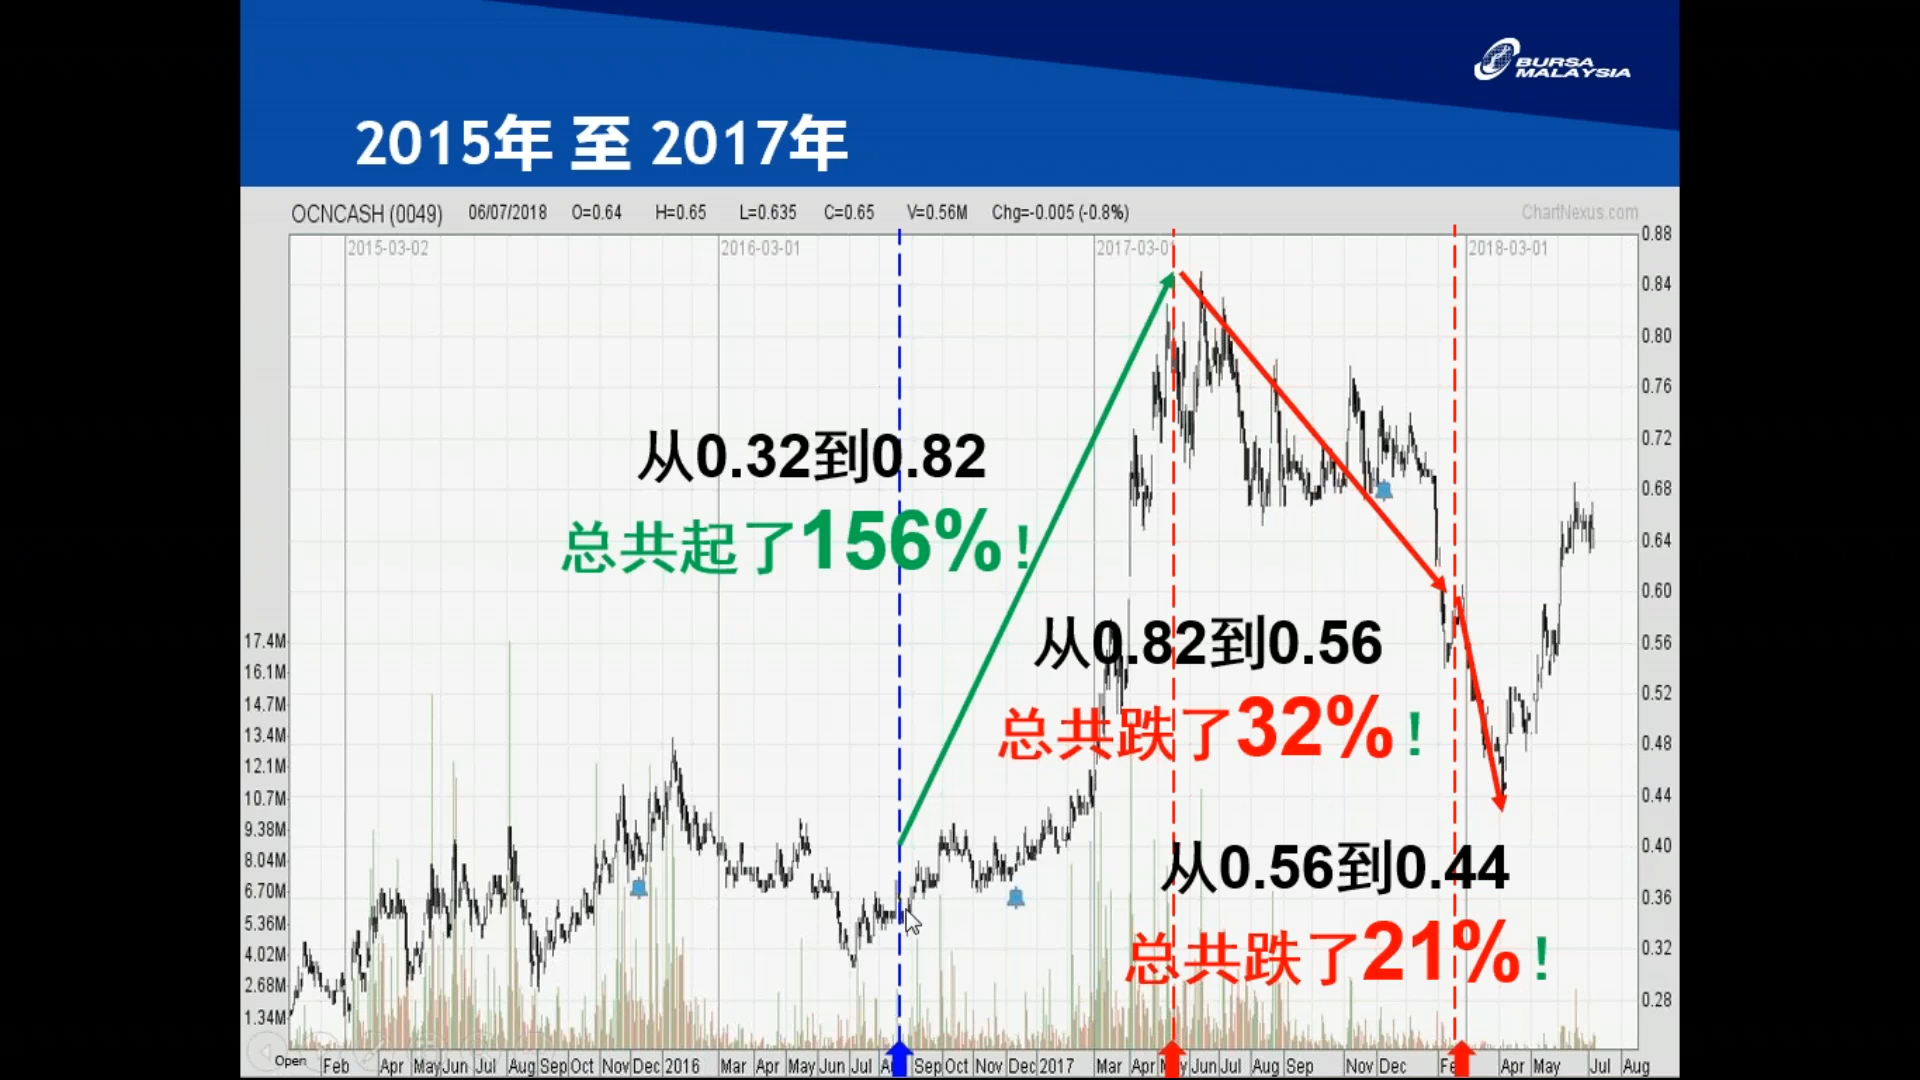 BURSA
MALAYSIA
2015年 至 2017年
OCNCASH (0049) 06/07/2018 O=0.64 H=0.65 L=0.635 C=0.65 V=0.56M Chg=-0.005 (-0.8%)
ChartNexus.com
2015-03-02 2016-03-01 2017-03-01 2018-03-01
0.88
0.84
0.80
0.76
0.72
0.68
0.64
0.60
0.56
0.52
0.48
0.44
0.40
0.36
0.32
0.28
从0.32到0.82
总共起了156%!
从0.82到0.56
总共跌了32%!
从0.56到0.44
总共跌了21%!
17.4M
16.1M
14.7M
13.4M
12.1M
10.7M
9.38M
8.04M
6.70M
5.36M
4.02M
2.68M
1.34M
Open Feb Apr May Jun Jul Aug Sep Oct Nov Dec 2016 Mar Apr May Jun Jul Sep Oct Nov Dec 2017 Mar Apr Jun Jul Aug Sep Nov Dec Apr May Jul Aug